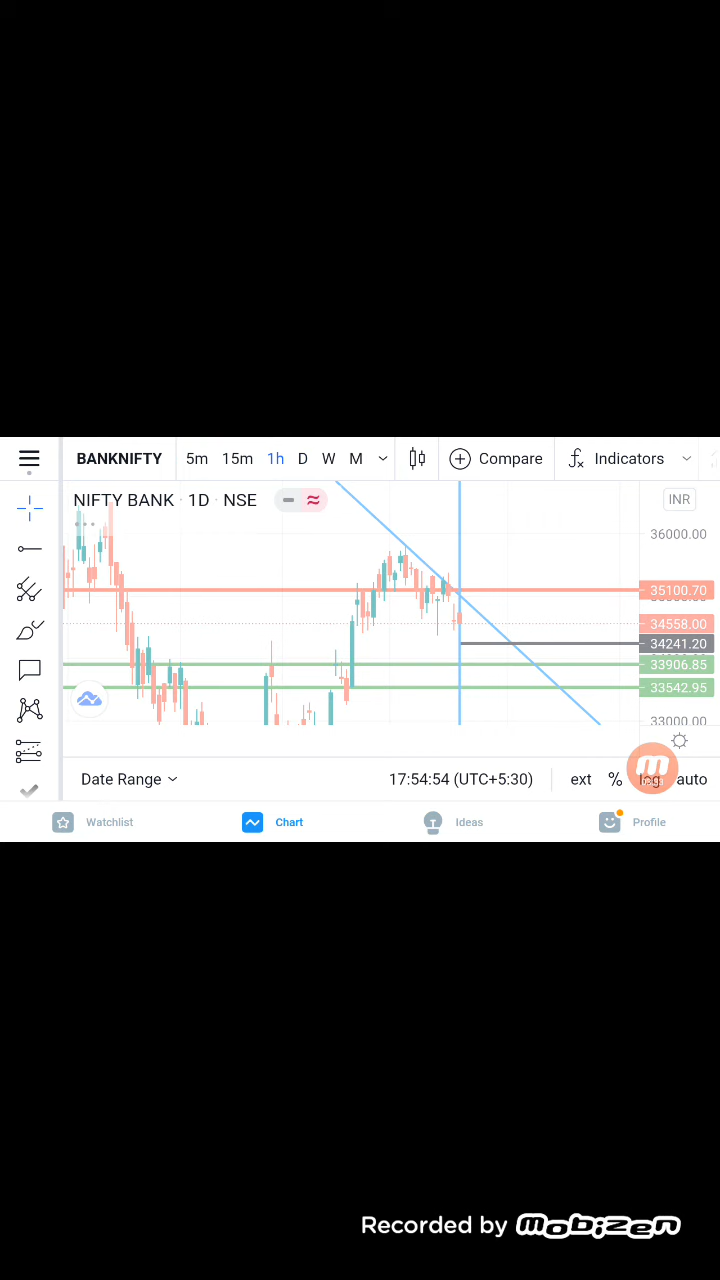 BANKNIFTY 5m 15m 1h D W M Compare Indicators
NIFTY BANK · 1D · NSE
INR
36000.00
35100.70
34558.00
34241.20
33906.85
33542.95
33000.00
Date Range 17:54:54 (UTC+5:30) ext % log auto
Watchlist Chart Ideas Profile
Recorded by mobizen